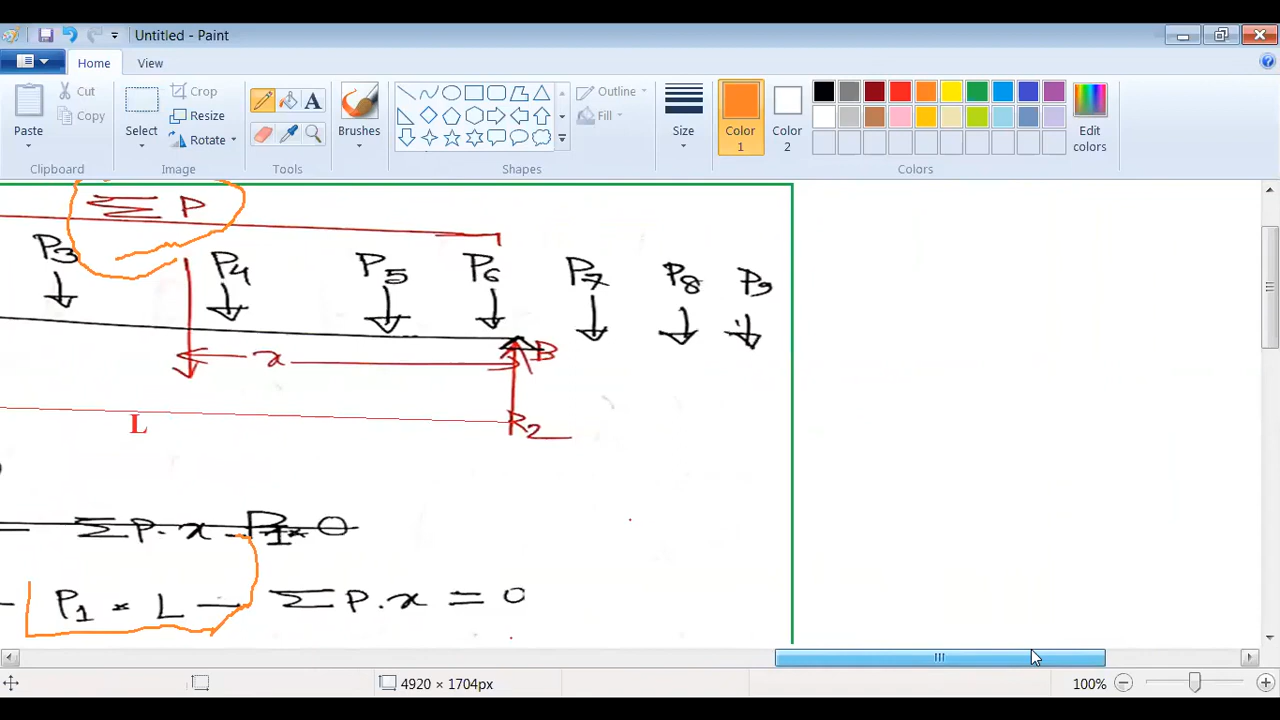 Untitled - Paint
Home View
Paste
Cut
Copy
Clipboard
Select
Crop
Resize
Rotate
Image
A
Tools
Brushes
Shapes
Outline
Fill
Size
Color 1
Color 2
Edit colors
Colors
Σ P
P3 P4 P5 P6 P7 P8 P9
x B
L R2
= ΣP.x - P1* 0
- P1 * L - ΣP.x = 0
4920 × 1704px
100%